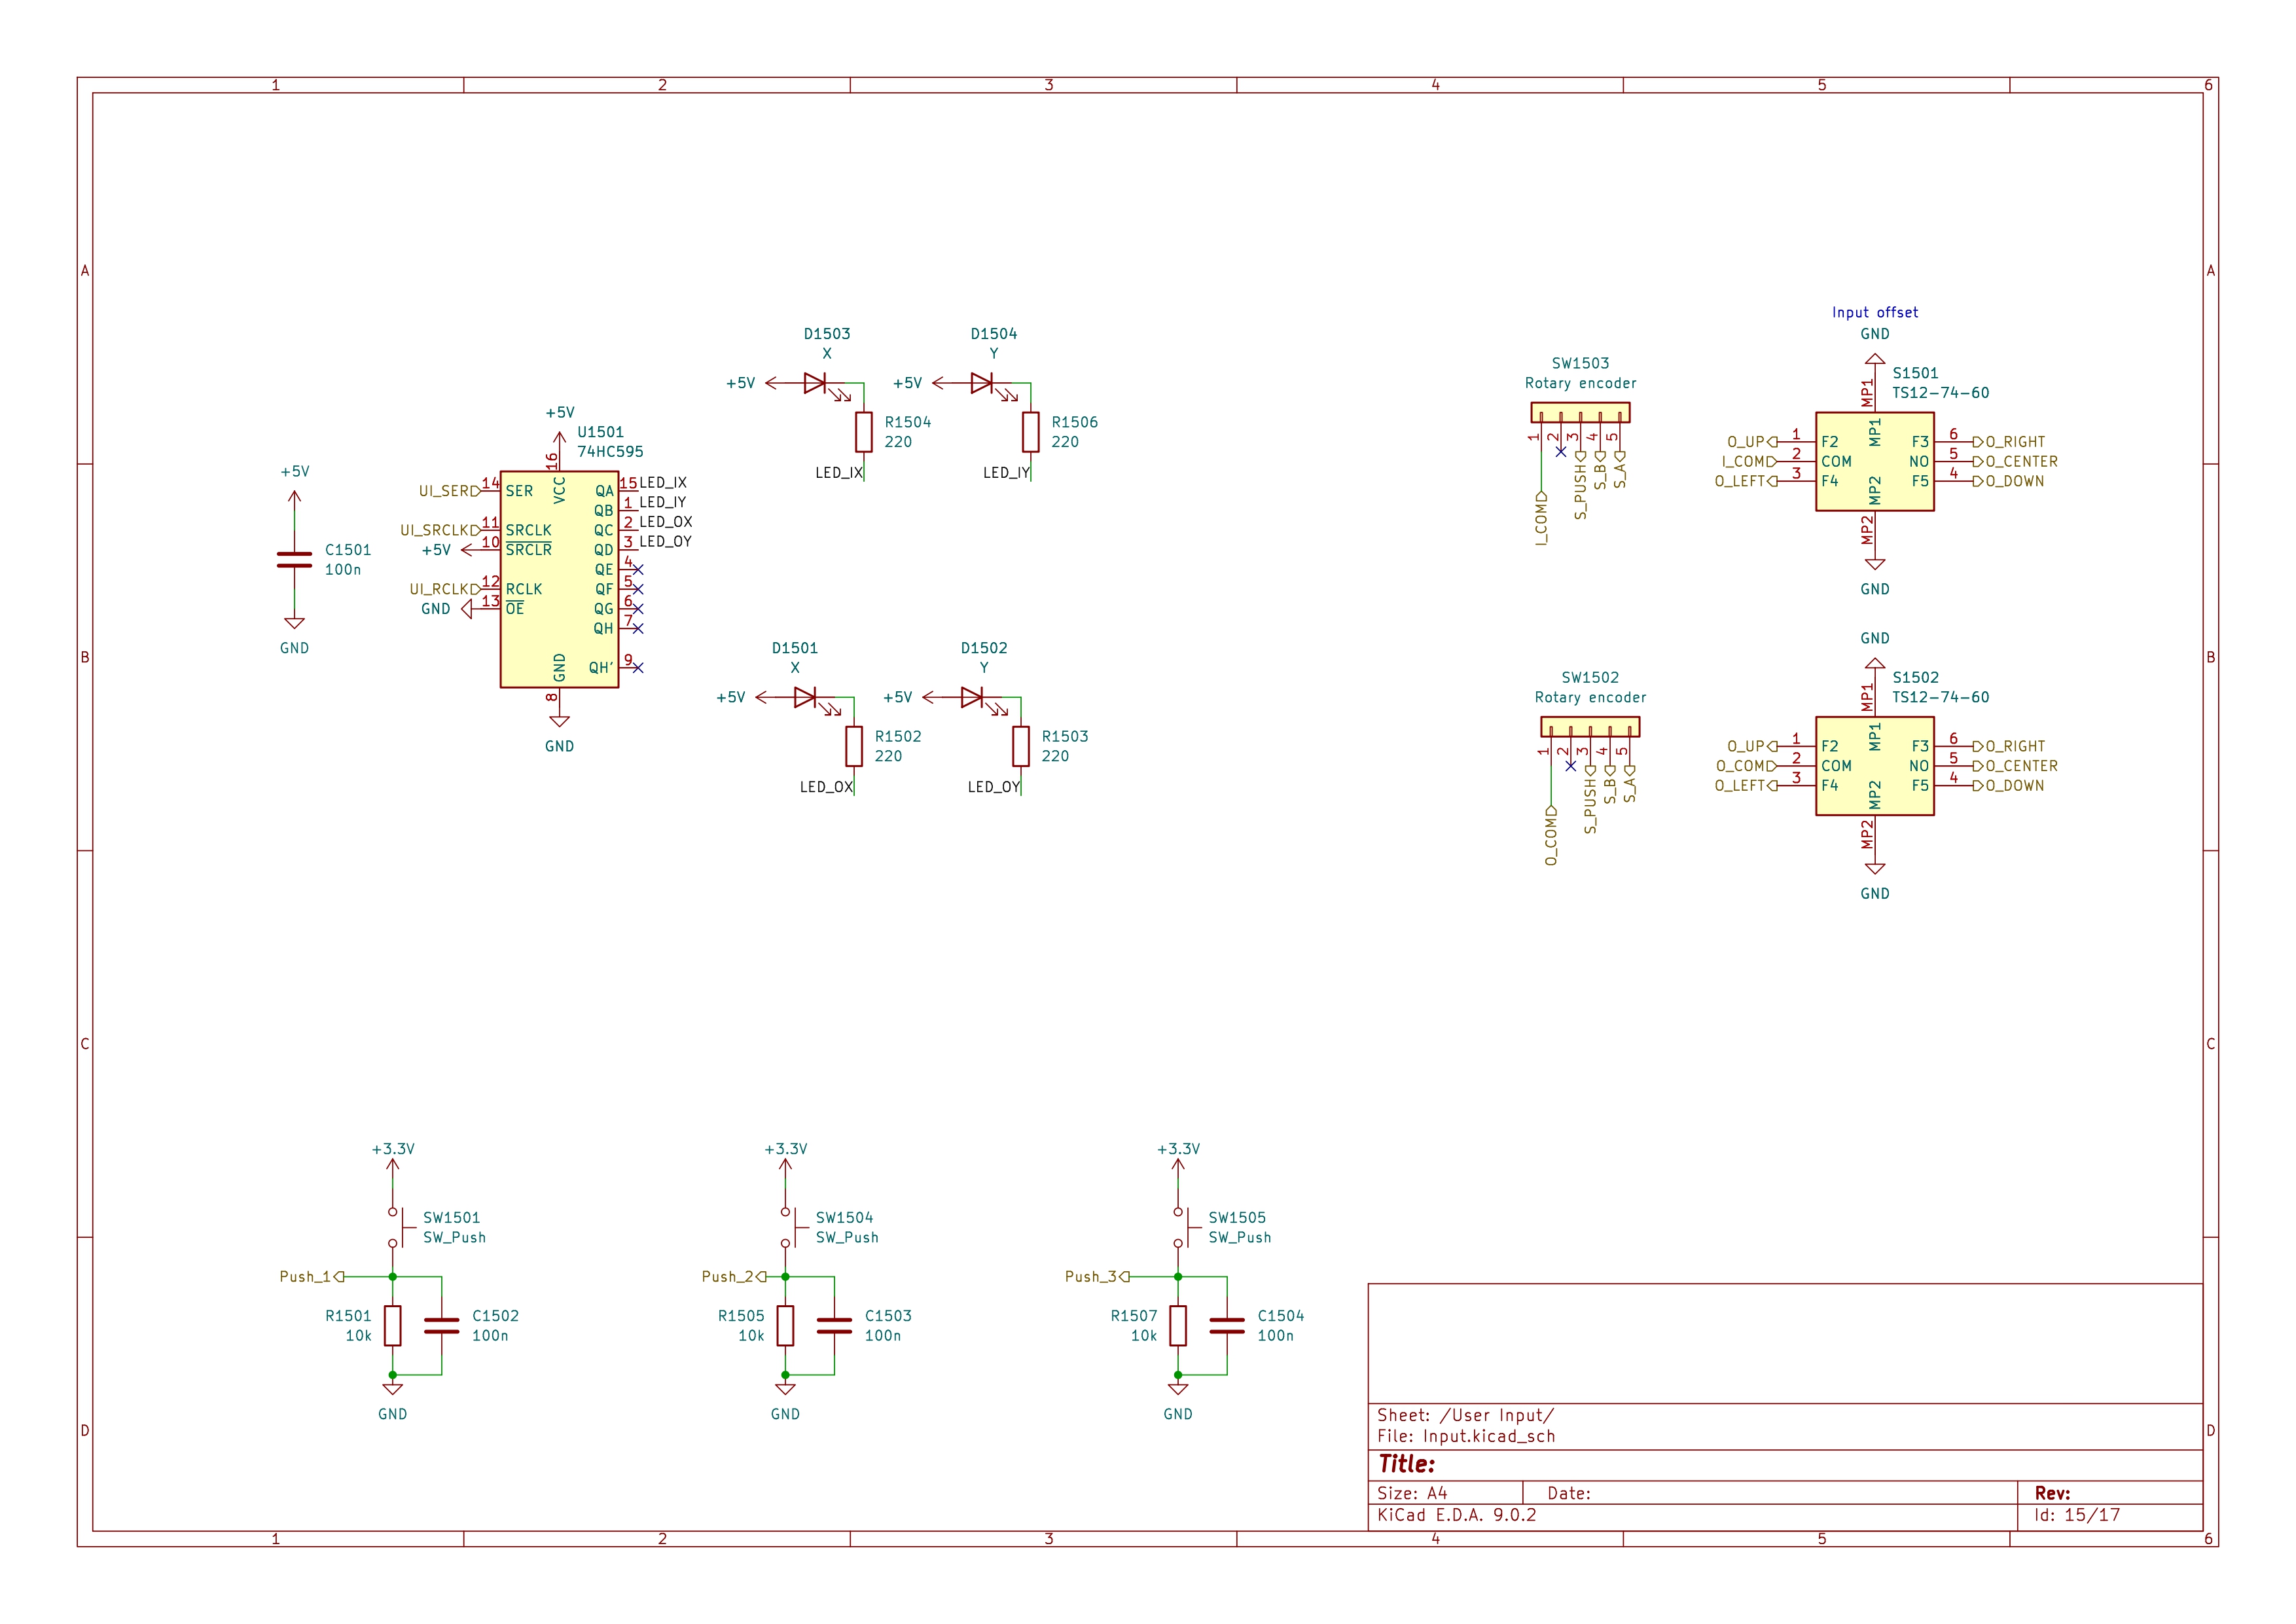 1 2 3 4 5 6
A
B
C
D
A
B
C
D
1 2 3 4 5 6
+5V
C1501
100n
GND
+5V
U1501
74HC595
16
VCC
14 SER
UI_SER
11 SRCLK
UI_SRCLK
10 SRCLR
+5V
12 RCLK
UI_RCLK
13 OE
GND
QA 15 LED_IX
QB 1 LED_IY
QC 2 LED_OX
QD 3 LED_OY
QE 4
QF 5
QG 6
QH 7
QH' 9
GND
8
GND
D1503
X
+5V
R1504
220
LED_IX
D1504
Y
+5V
R1506
220
LED_IY
D1501
X
+5V
R1502
220
LED_OX
D1502
Y
+5V
R1503
220
LED_OY
SW1503
Rotary encoder
1 2 3 4 5
I_COM
S_PUSH
S_B
S_A
Input offset
GND
S1501
TS12-74-60
MP1
MP1
O_UP 1 F2
I_COM 2 COM
O_LEFT 3 F4
F3 6 O_RIGHT
NO 5 O_CENTER
F5 4 O_DOWN
MP2
MP2
GND
SW1502
Rotary encoder
1 2 3 4 5
O_COM
S_PUSH
S_B
S_A
GND
S1502
TS12-74-60
MP1
MP1
O_UP 1 F2
O_COM 2 COM
O_LEFT 3 F4
F3 6 O_RIGHT
NO 5 O_CENTER
F5 4 O_DOWN
MP2
MP2
GND
+3.3V
SW1501
SW_Push
Push_1
R1501
10k
C1502
100n
GND
+3.3V
SW1504
SW_Push
Push_2
R1505
10k
C1503
100n
GND
+3.3V
SW1505
SW_Push
Push_3
R1507
10k
C1504
100n
GND
Sheet: /User Input/
File: Input.kicad_sch
Title:
Size: A4 Date: Rev:
KiCad E.D.A. 9.0.2 Id: 15/17